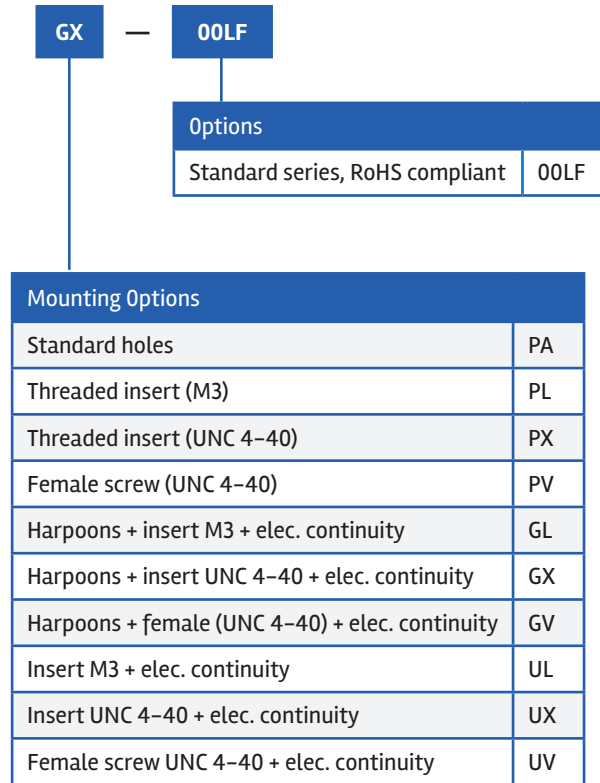 GX — 00LF
Options
Standard series, RoHS compliant 00LF
Mounting Options
Standard holes PA
Threaded insert (M3) PL
Threaded insert (UNC 4–40) PX
Female screw (UNC 4–40) PV
Harpoons + insert M3 + elec. continuity GL
Harpoons + insert UNC 4–40 + elec. continuity GX
Harpoons + female (UNC 4–40) + elec. continuity GV
Insert M3 + elec. continuity UL
Insert UNC 4–40 + elec. continuity UX
Female screw UNC 4–40 + elec. continuity UV